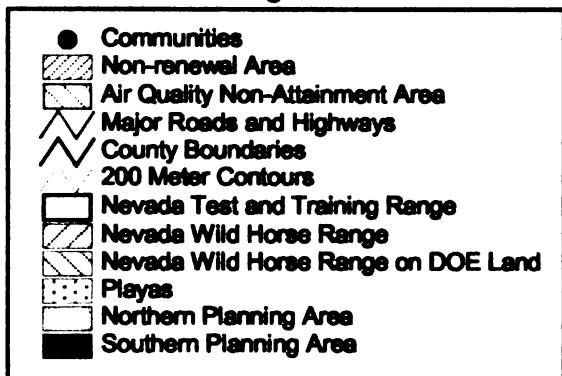 Communities
Non-renewal Area
Air Quality Non-Attainment Area
Major Roads and Highways
County Boundaries
200 Meter Contours
Nevada Test and Training Range
Nevada Wild Horse Range
Nevada Wild Horse Range on DOE Land
Playas
Northern Planning Area
Southern Planning Area